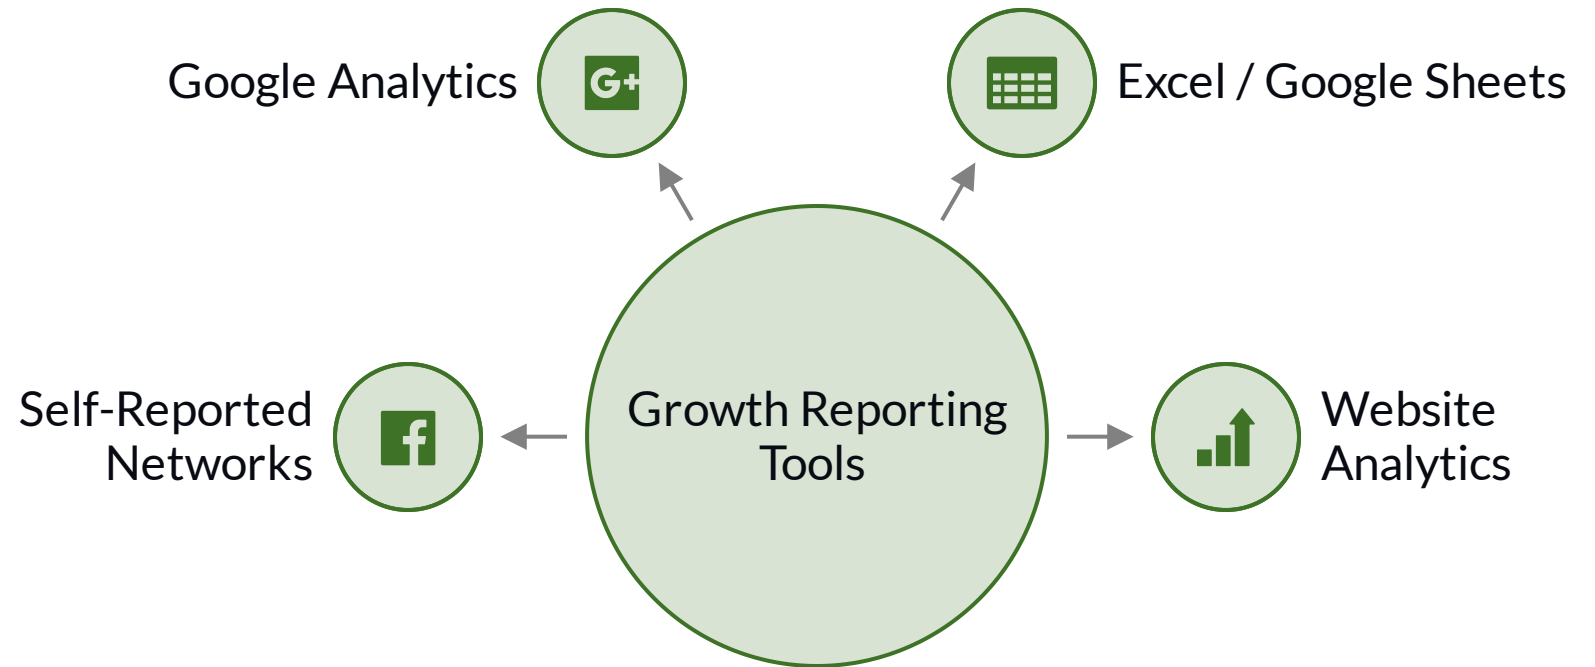 Google Analytics
G+
Excel / Google Sheets
Self-Reported
Networks
f
Growth Reporting
Tools
Website
Analytics